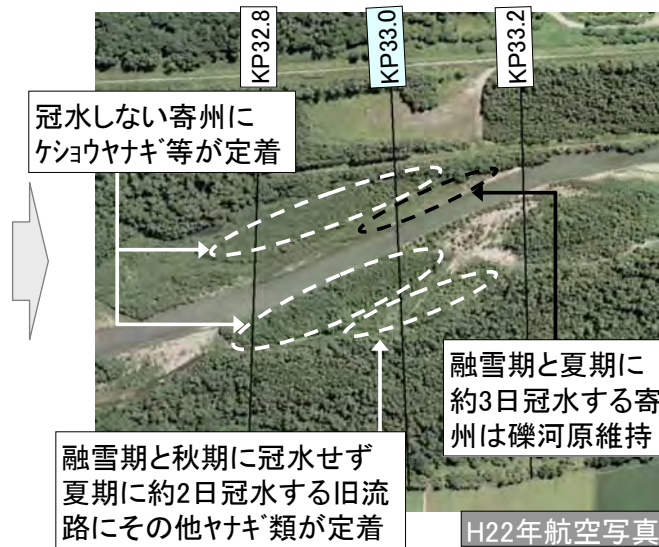 KP32.8
KP33.0
KP33.2
冠水しない寄州に
ｹｼｮｳﾔﾅｷﾞ等が定着
融雪期と夏期に
約3日冠水する寄
州は礫河原維持
融雪期と秋期に冠水せず
夏期に約2日冠水する旧流
路にその他ﾔﾅｷﾞ類が定着
H22年航空写真